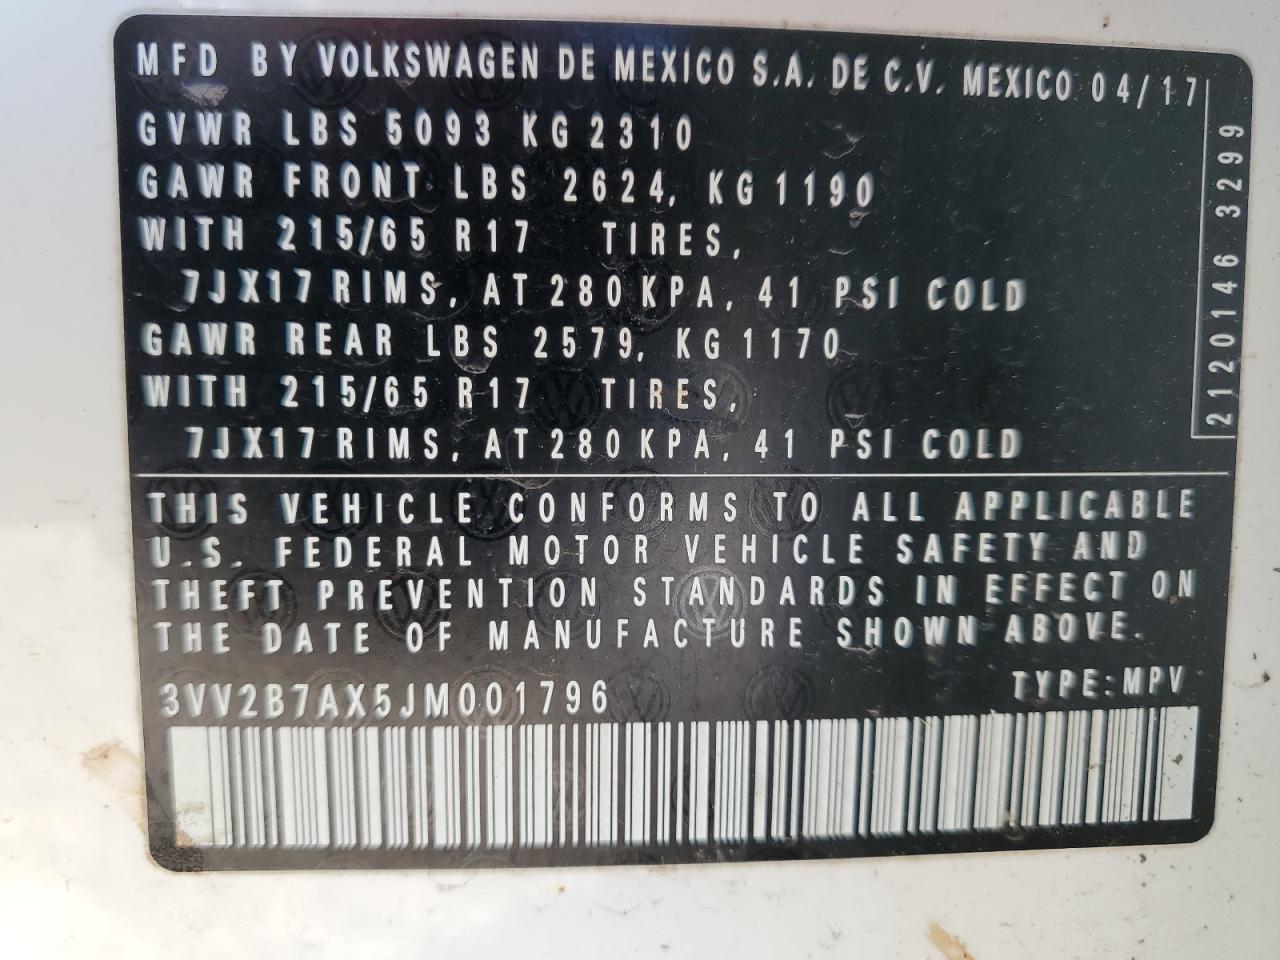 MFD BY VOLKSWAGEN DE MEXICO S.A. DE C.V. MEXICO 04/17
GVWR LBS 5093 KG 2310
GAWR FRONT LBS 2624, KG 1190
WITH 215/65 R17 TIRES,
7JX17 RIMS, AT 280 KPA, 41 PSI COLD
GAWR REAR LBS 2579, KG 1170
WITH 215/65 R17 TIRES,
7JX17 RIMS, AT 280 KPA, 41 PSI COLD
2120146 3299
THIS VEHICLE CONFORMS TO ALL APPLICABLE
U.S. FEDERAL MOTOR VEHICLE SAFETY AND
THEFT PREVENTION STANDARDS IN EFFECT ON
THE DATE OF MANUFACTURE SHOWN ABOVE.
3VV2B7AX5JM001796 TYPE: MPV